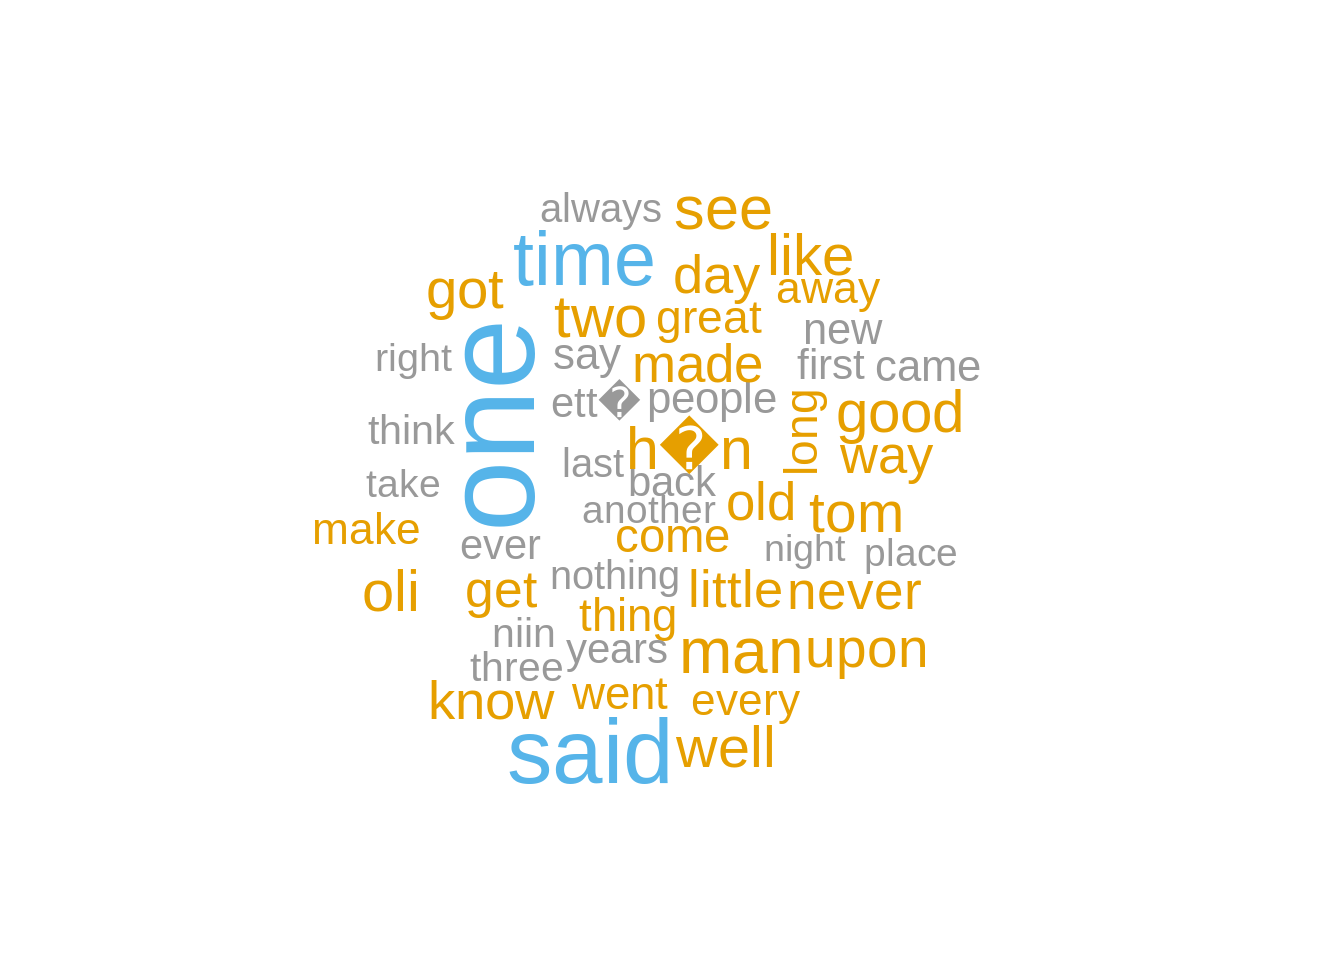 always see
time like
day
got away
two great
new
right one say made first came
ett� people
think long good
h�n way
last
take back
another old tom
make come
ever night place
nothing
oli get little never
thing
niin
years man upon
three
know went every
said well